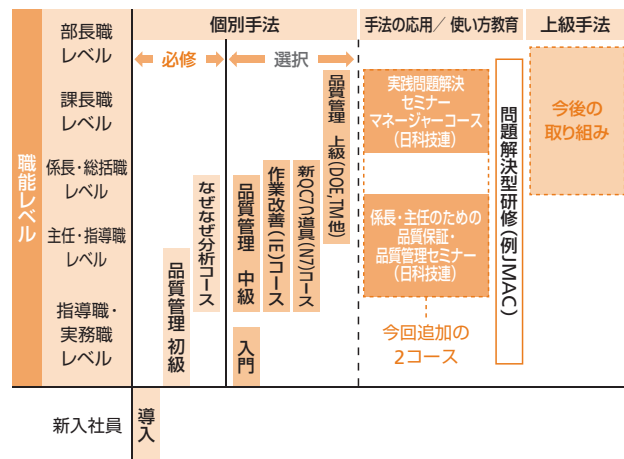 個別手法
手法の応用／使い方教育
上級手法
必修
選択
職能レベル
部長職
レベル
課長職
レベル
係長・総括職
レベル
主任・指導職
レベル
指導職・
実務職
レベル
新入社員
導入
品質管理 初級
なぜなぜ分析コース
品質管理 中級
入門
作業改善(IE)コース
新QC7つ道具(N7)コース
品質管理 上級(DOE,TM他)
実践問題解決
セミナー
マネージャーコース
(日科技連)
係長・主任のための
品質保証・
品質管理セミナー
(日科技連)
今回追加の
2コース
問題解決型研修(例JMAC)
今後の
取り組み